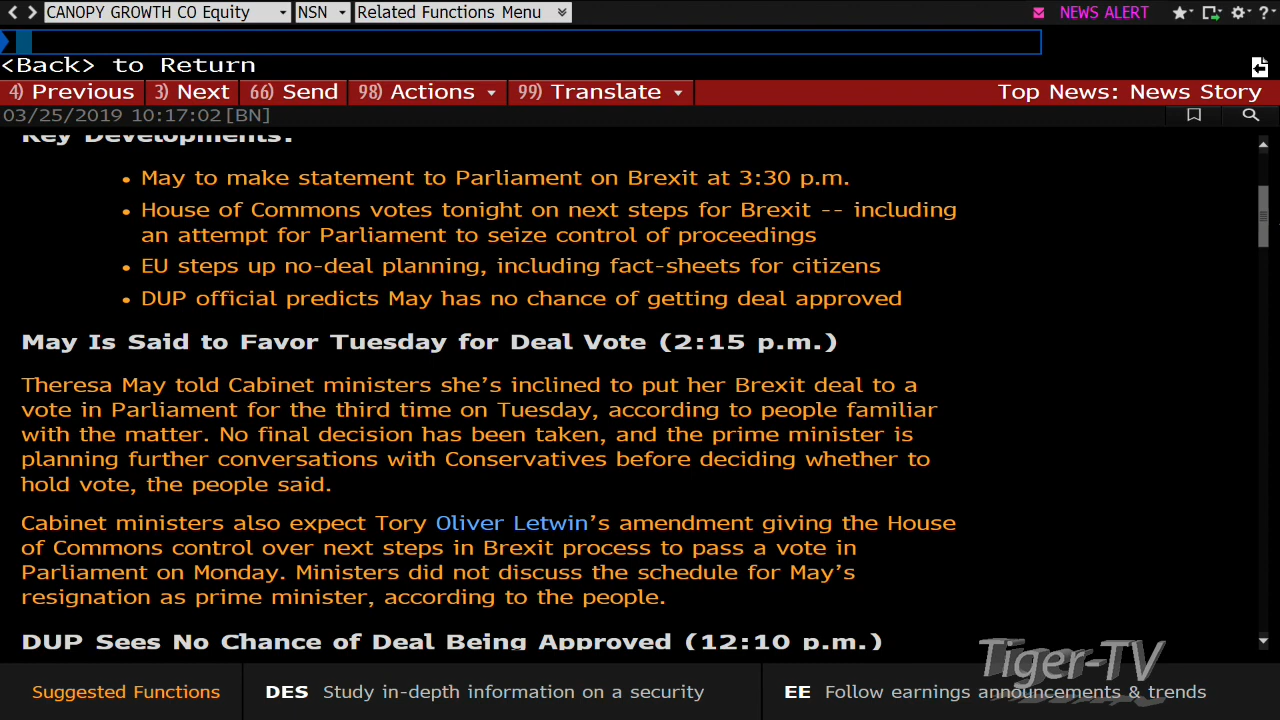 CANOPY GROWTH CO Equity NSN Related Functions Menu NEWS ALERT ?
<Back> to Return
4) Previous 3) Next 66) Send 98) Actions 99) Translate Top News: News Story
03/25/2019 10:17:02 [BN]
Key Developments:
• May to make statement to Parliament on Brexit at 3:30 p.m.
• House of Commons votes tonight on next steps for Brexit -- including
an attempt for Parliament to seize control of proceedings
• EU steps up no-deal planning, including fact-sheets for citizens
• DUP official predicts May has no chance of getting deal approved
May Is Said to Favor Tuesday for Deal Vote (2:15 p.m.)
Theresa May told Cabinet ministers she’s inclined to put her Brexit deal to a
vote in Parliament for the third time on Tuesday, according to people familiar
with the matter. No final decision has been taken, and the prime minister is
planning further conversations with Conservatives before deciding whether to
hold vote, the people said.
Cabinet ministers also expect Tory Oliver Letwin’s amendment giving the House
of Commons control over next steps in Brexit process to pass a vote in
Parliament on Monday. Ministers did not discuss the schedule for May’s
resignation as prime minister, according to the people.
DUP Sees No Chance of Deal Being Approved (12:10 p.m.)
Tiger-TV
Suggested Functions DES Study in-depth information on a security EE Follow earnings announcements & trends